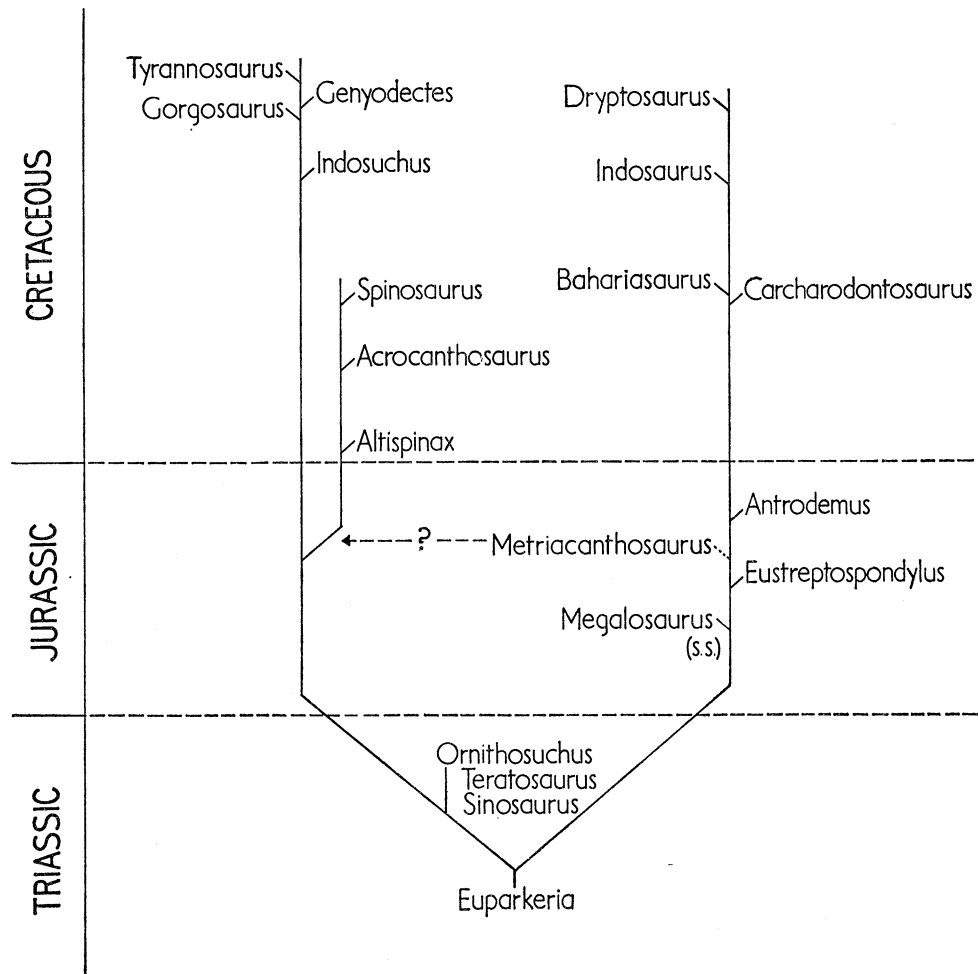 CRETACEOUS
Tyrannosaurus
Genyodectes
Gorgosaurus
Indosuchus
Spinosaurus
Acrocanthosaurus
Altispinax
Dryptosaurus
Indosaurus
Bahariasaurus
Carcharodontosaurus
JURASSIC
Antrodemus
?
Metriacanthosaurus
Eustreptospondylus
Megalosaurus
(s.s.)
TRIASSIC
Ornithosuchus
Teratosaurus
Sinosaurus
Euparkeria